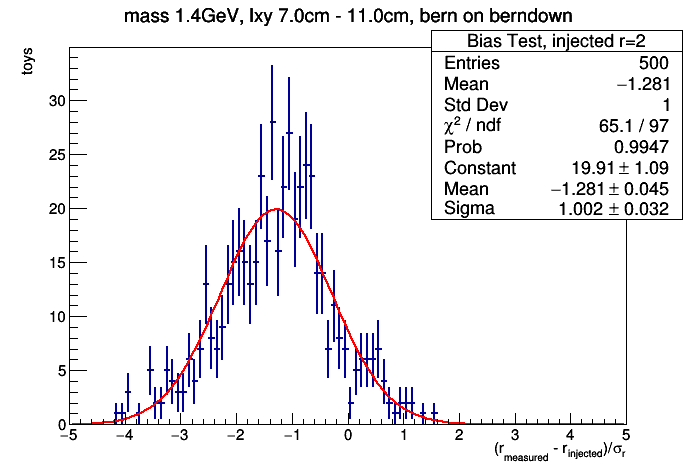 mass 1.4GeV, lxy 7.0cm - 11.0cm, bern on berndown
Bias Test, injected r=2
Entries 500
Mean −1.281
Std Dev 1
χ² / ndf 65.1 / 97
Prob 0.9947
Constant 19.91 ± 1.09
Mean −1.281 ± 0.045
Sigma 1.002 ± 0.032
toys
30
25
20
15
10
5
0
−5 −4 −3 −2 −1 0 1 2 3 4 5
(r_measured - r_injected)/σ_r